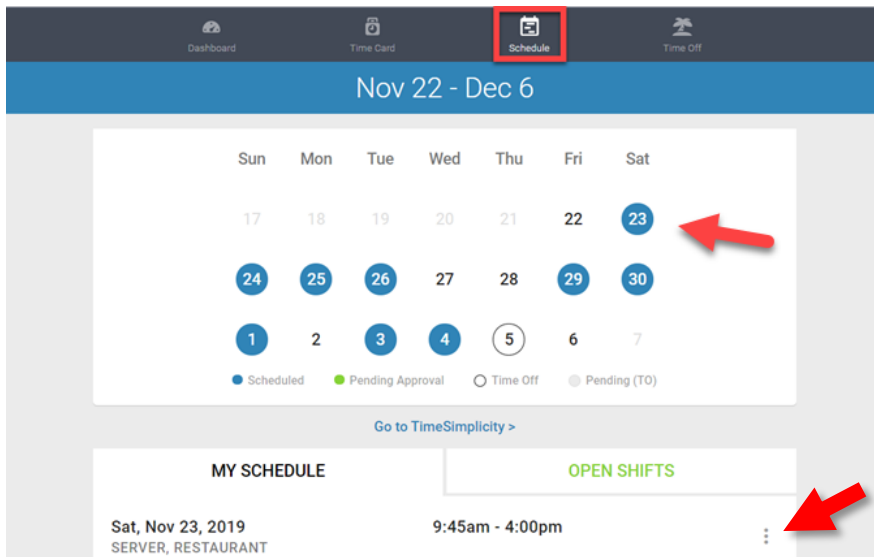 Dashboard Time Card Schedule Time Off
Nov 22 - Dec 6
Sun Mon Tue Wed Thu Fri Sat
17 18 19 20 21 22 23
24 25 26 27 28 29 30
1 2 3 4 5 6 7
Scheduled Pending Approval Time Off Pending (TO)
Go to TimeSimplicity >
MY SCHEDULE OPEN SHIFTS
Sat, Nov 23, 2019 9:45am - 4:00pm
SERVER, RESTAURANT